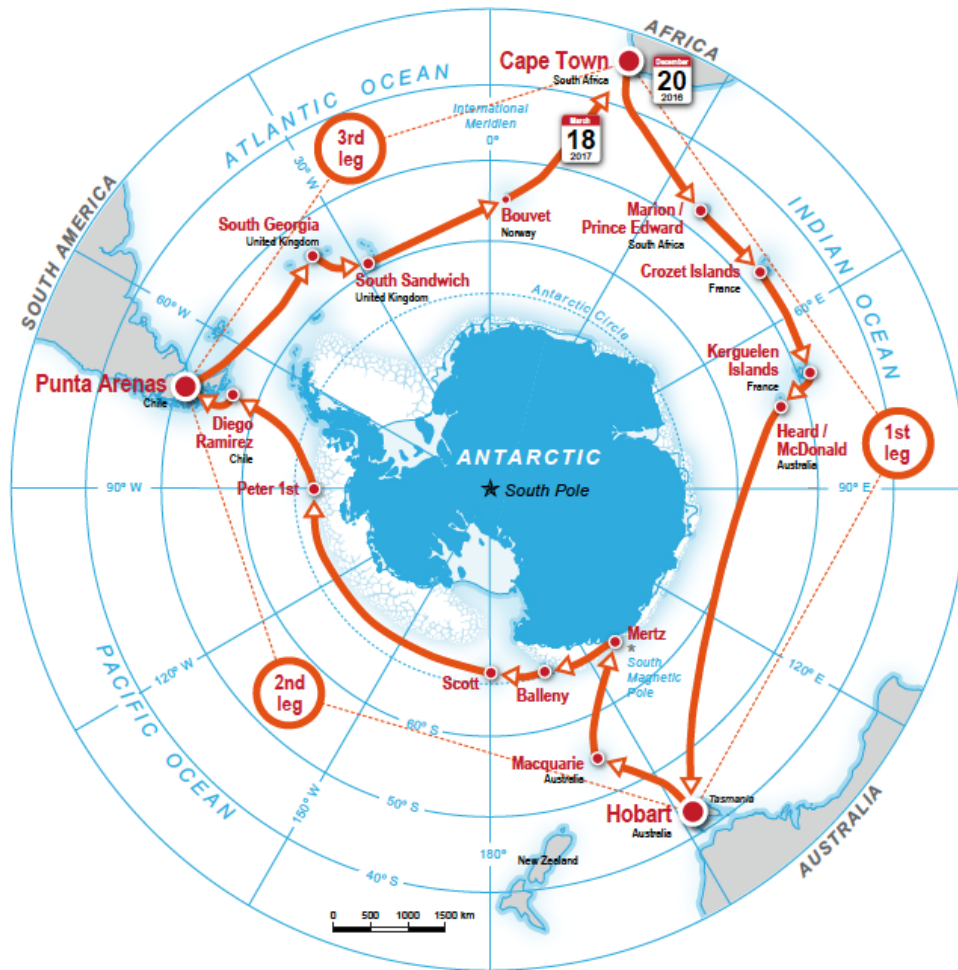 AFRICA
Cape Town
South Africa
December
20
2016
ATLANTIC OCEAN
International
Meridien
0°
March
18
2017
3rd
leg
30° W
SOUTH AMERICA
South Georgia
United Kingdom
Bouvet
Norway
Marion /
Prince Edward
South Africa
INDIAN OCEAN
South Sandwich
United Kingdom
Crozet Islands
France
60° W
Antarctic Circle
60° E
Kerguelen
Islands
France
Punta Arenas
Chile
Diego
Ramirez
Chile
Heard /
McDonald
Australia
1st
leg
ANTARCTIC
South Pole
90° W
Peter 1st
90° E
Mertz
South
Magnetic
Pole
Scott
Balleny
2nd
leg
120° W
120° E
60° S
PACIFIC OCEAN
Macquarie
Australia
Hobart
Australia
Tasmania
AUSTRALIA
50° S
150° W
180°
New Zealand
40° S
0 500 1000 1500 km